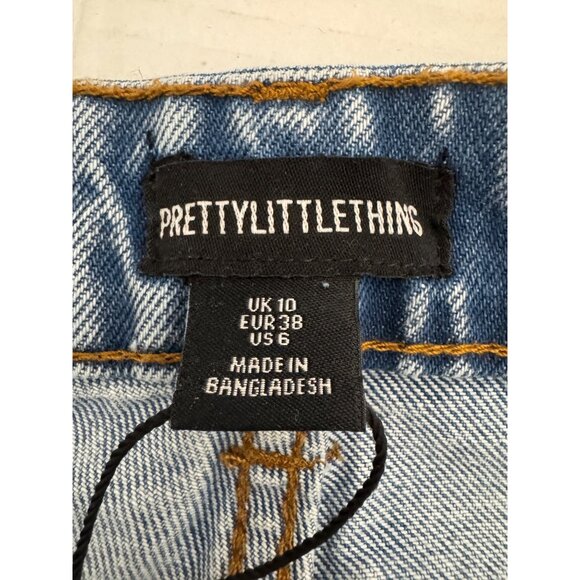 PRETTYLITTLETHING
UK 10
EUR 38
US 6
MADE IN
BANGLADESH